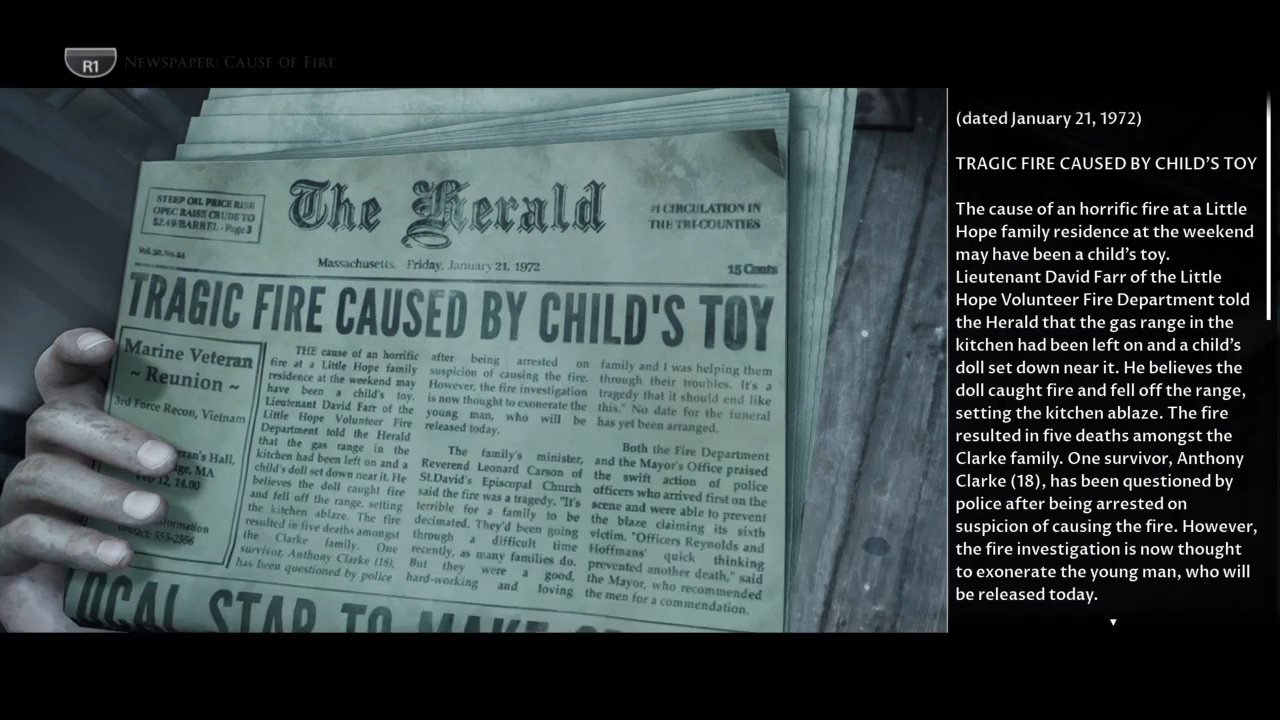 R1 NEWSPAPER: CAUSE OF FIRE
STEEP OIL PRICE RISE
OPEC RAISE CRUDE TO
$2.49/BARREL - Page 3
The Herald
#1 CIRCULATION IN
THE TRI-COUNTIES
Massachusetts, Friday, January 21, 1972
15 Cents
TRAGIC FIRE CAUSED BY CHILD'S TOY
Marine Veteran
~ Reunion ~
3rd Force Recon, Vietnam
Hall,
MA
12, 14.00
contact: 555-2556
THE cause of an horrific
fire at a Little Hope family
residence at the weekend may
have been a child's toy.
Lieutenant David Farr of the
Little Hope Volunteer Fire
Department told the Herald
that the gas range in the
kitchen had been left on and a
child's doll set down near it. He
believes the doll caught fire
and fell off the range, setting
the kitchen ablaze. The fire
resulted in five deaths amongst
the Clarke family. One
survivor, Anthony Clarke (18),
has been questioned by police
after being arrested on
suspicion of causing the fire.
However, the fire investigation
is now thought to exonerate the
young man, who will be
released today.
The family's minister,
Reverend Leonard Carson of
St.David's Episcopal Church
said the fire was a tragedy. "It's
terrible for a family to be
decimated. They'd been going
through a difficult time
recently, as many families do.
But they were a good,
hard-working and loving
family and I was helping them
through their troubles. It's a
tragedy that it should end like
this." No date for the funeral
has yet been arranged.
Both the Fire Department
and the Mayor's Office praised
the swift action of police
officers who arrived first on the
scene and were able to prevent
the blaze claiming its sixth
victim. "Officers Reynolds and
Hoffmans' quick thinking
prevented another death," said
the Mayor, who recommended
the men for a commendation.
STAR TO MAKE
(dated January 21, 1972)
TRAGIC FIRE CAUSED BY CHILD'S TOY
The cause of an horrific fire at a Little
Hope family residence at the weekend
may have been a child's toy.
Lieutenant David Farr of the Little
Hope Volunteer Fire Department told
the Herald that the gas range in the
kitchen had been left on and a child's
doll set down near it. He believes the
doll caught fire and fell off the range,
setting the kitchen ablaze. The fire
resulted in five deaths amongst the
Clarke family. One survivor, Anthony
Clarke (18), has been questioned by
police after being arrested on
suspicion of causing the fire. However,
the fire investigation is now thought
to exonerate the young man, who will
be released today.